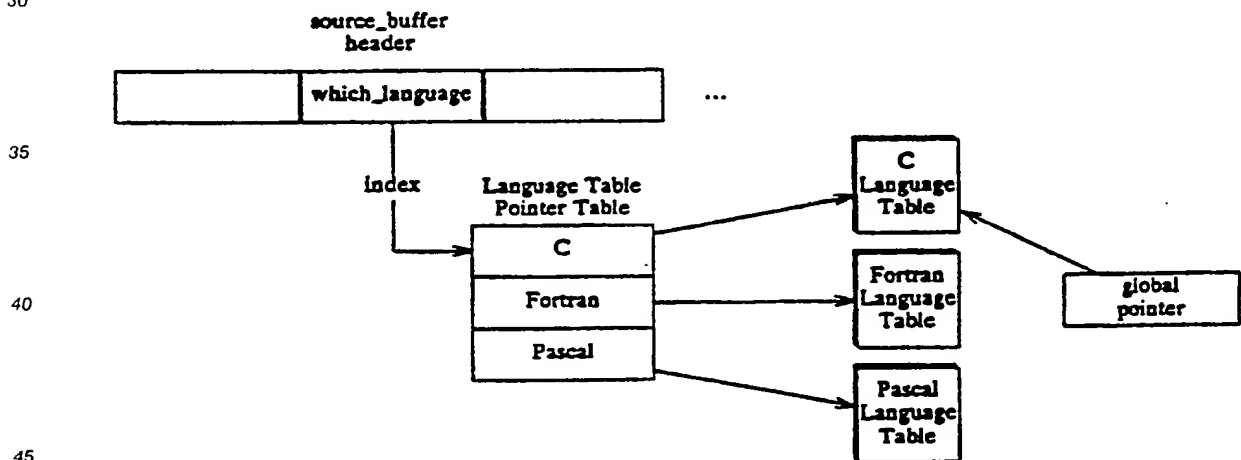 30
source_buffer
header
which_language
...
35
index
Language Table
Pointer Table
C
Fortran
Pascal
C
Language
Table
40
Fortran
Language
Table
global
pointer
Pascal
Language
Table
45